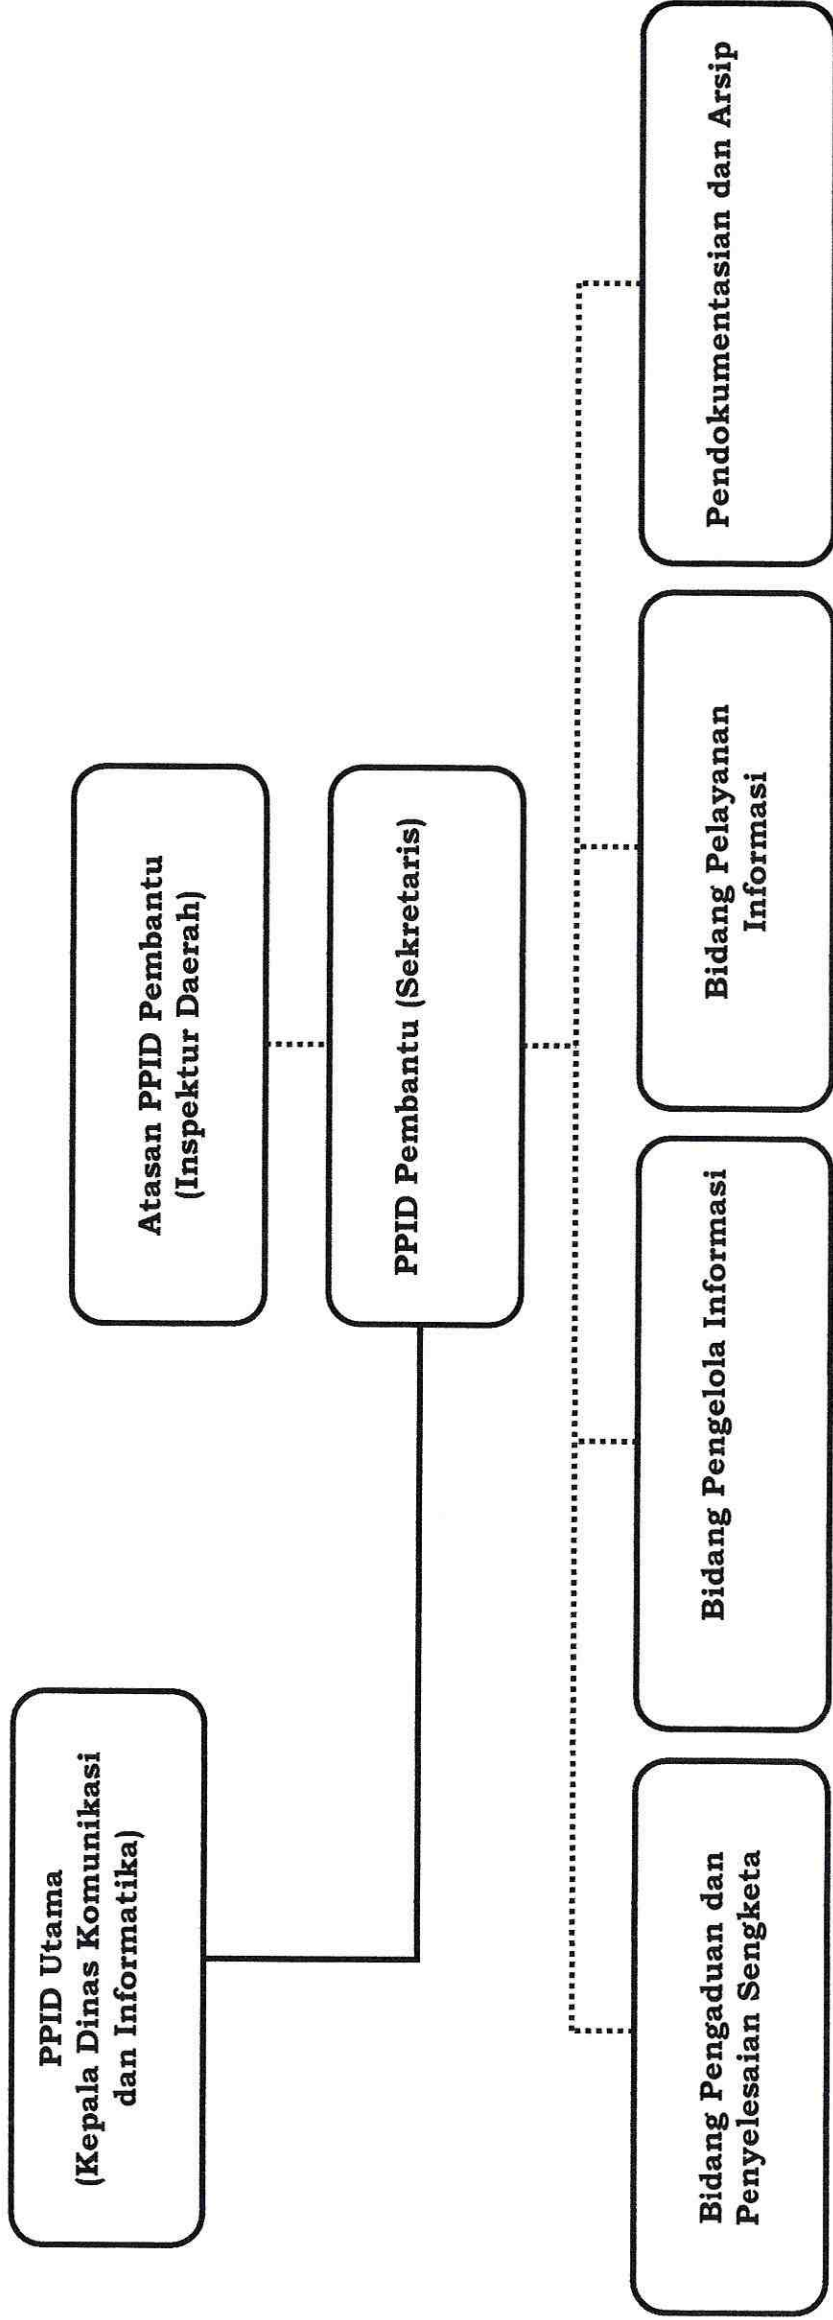 PPID Utama
(Kepala Dinas Komunikasi
dan Informatika)
Atasan PPID Pembantu
(Inspektur Daerah)
PPID Pembantu (Sekretaris)
Bidang Pengaduan dan
Penyelesaian Sengketa
Bidang Pengelola Informasi
Bidang Pelayanan
Informasi
Pendokumentasian dan Arsip